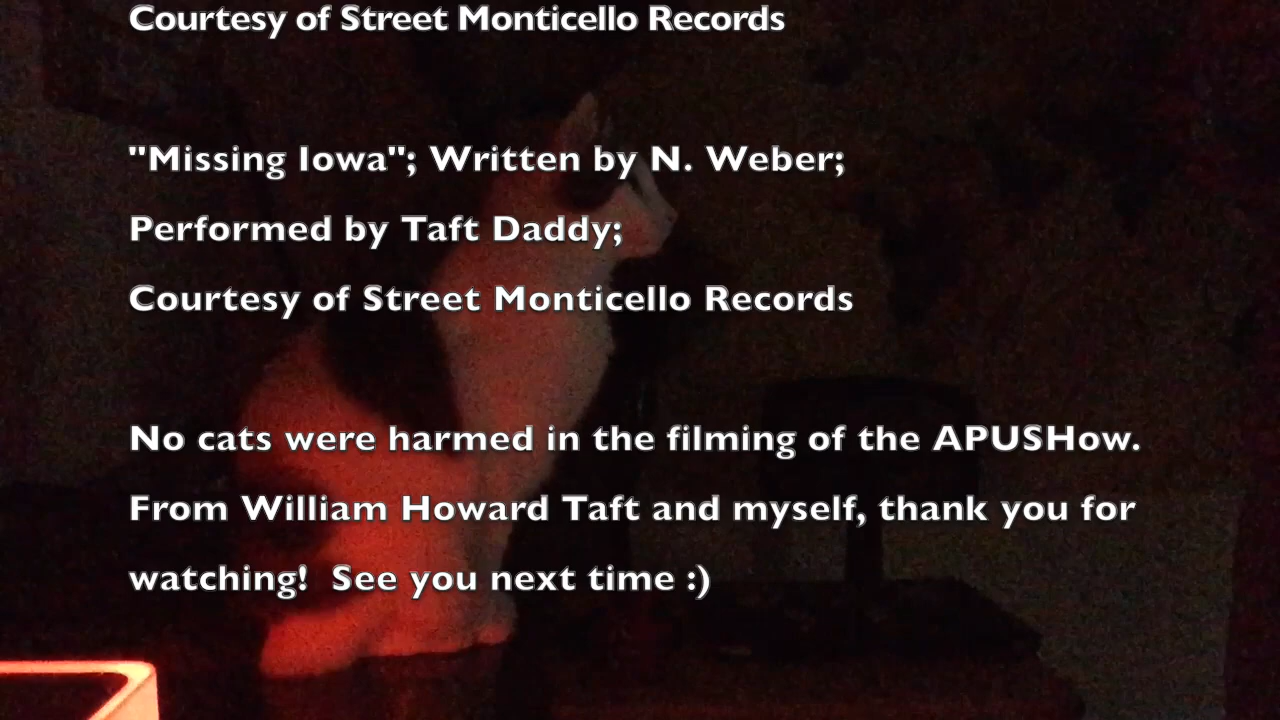 Courtesy of Street Monticello Records
"Missing Iowa"; Written by N. Weber;
Performed by Taft Daddy;
Courtesy of Street Monticello Records
No cats were harmed in the filming of the APUSHow.
From William Howard Taft and myself, thank you for
watching!  See you next time :)